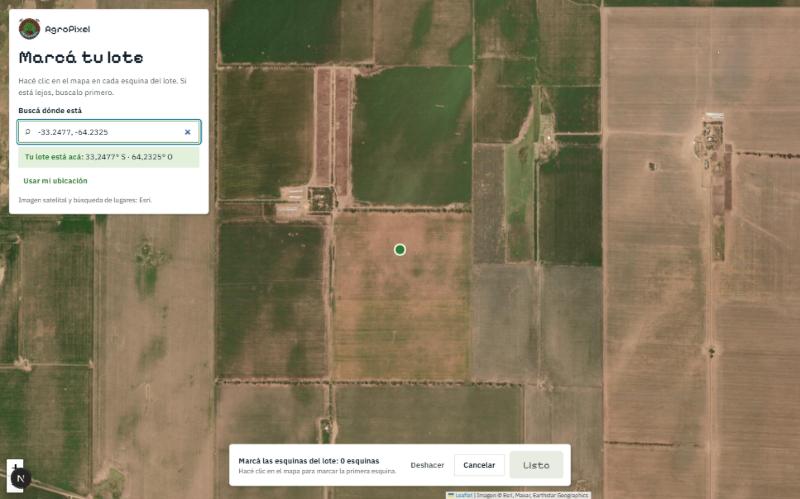 AgroPixel
Marcá tu lote
Hacé clic en el mapa en cada esquina del lote. Si
está lejos, buscalo primero.
Buscá dónde está
-33.2477, -64.2325
Tu lote está acá: 33,2477° S · 64,2325° O
Usar mi ubicación
Imagen satelital y búsqueda de lugares: Esri.
Marcá las esquinas del lote: 0 esquinas
Hacé clic en el mapa para marcar la primera esquina.
Deshacer
Cancelar
Listo
N
Leaflet | Imagen © Esri, Maxar, Earthstar Geographics